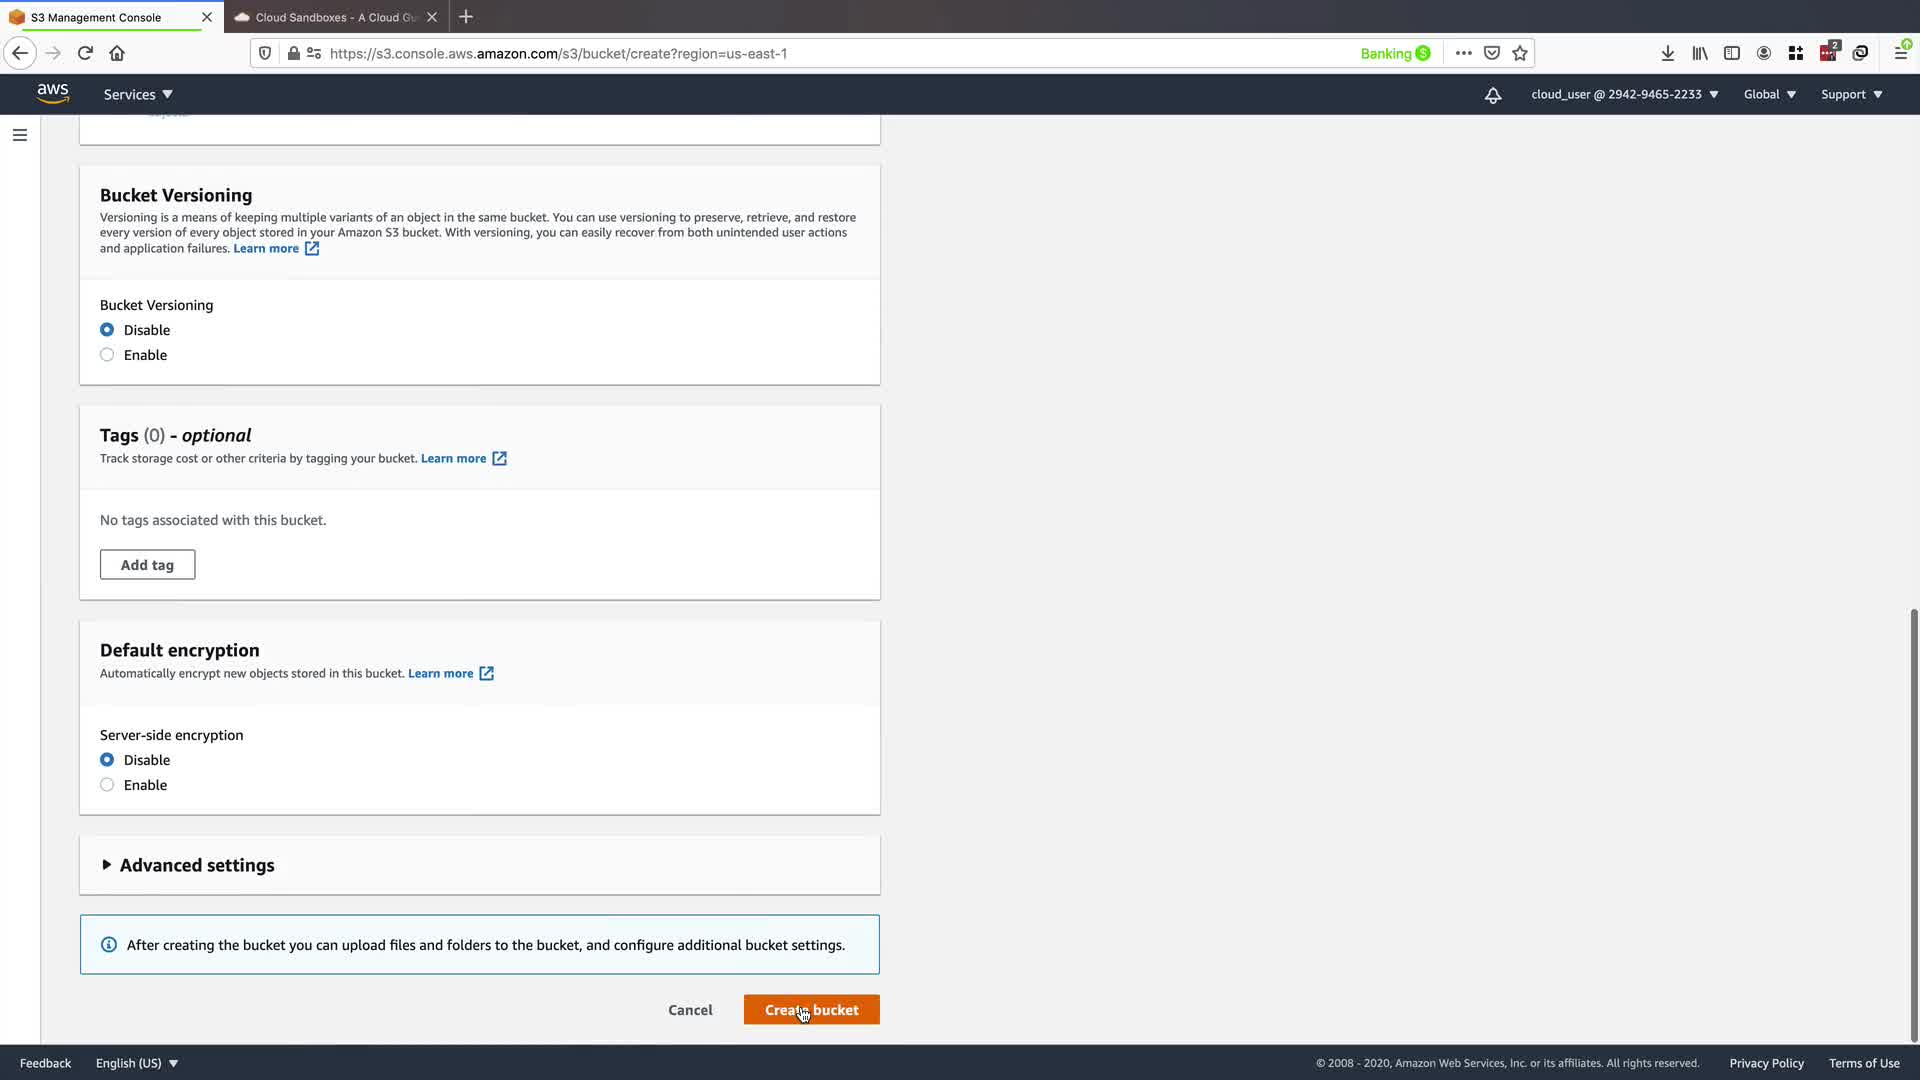 S3 Management Console
Cloud Sandboxes - A Cloud Gu
https://s3.console.aws.amazon.com/s3/bucket/create?region=us-east-1
Banking
2
aws
Services
cloud_user @ 2942-9465-2233
Global
Support
Bucket Versioning
Versioning is a means of keeping multiple variants of an object in the same bucket. You can use versioning to preserve, retrieve, and restore
every version of every object stored in your Amazon S3 bucket. With versioning, you can easily recover from both unintended user actions
and application failures. Learn more
Bucket Versioning
Disable
Enable
Tags (0) - optional
Track storage cost or other criteria by tagging your bucket. Learn more
No tags associated with this bucket.
Add tag
Default encryption
Automatically encrypt new objects stored in this bucket. Learn more
Server-side encryption
Disable
Enable
Advanced settings
After creating the bucket you can upload files and folders to the bucket, and configure additional bucket settings.
Cancel
Create bucket
Feedback
English (US)
© 2008 - 2020, Amazon Web Services, Inc. or its affiliates. All rights reserved.
Privacy Policy
Terms of Use